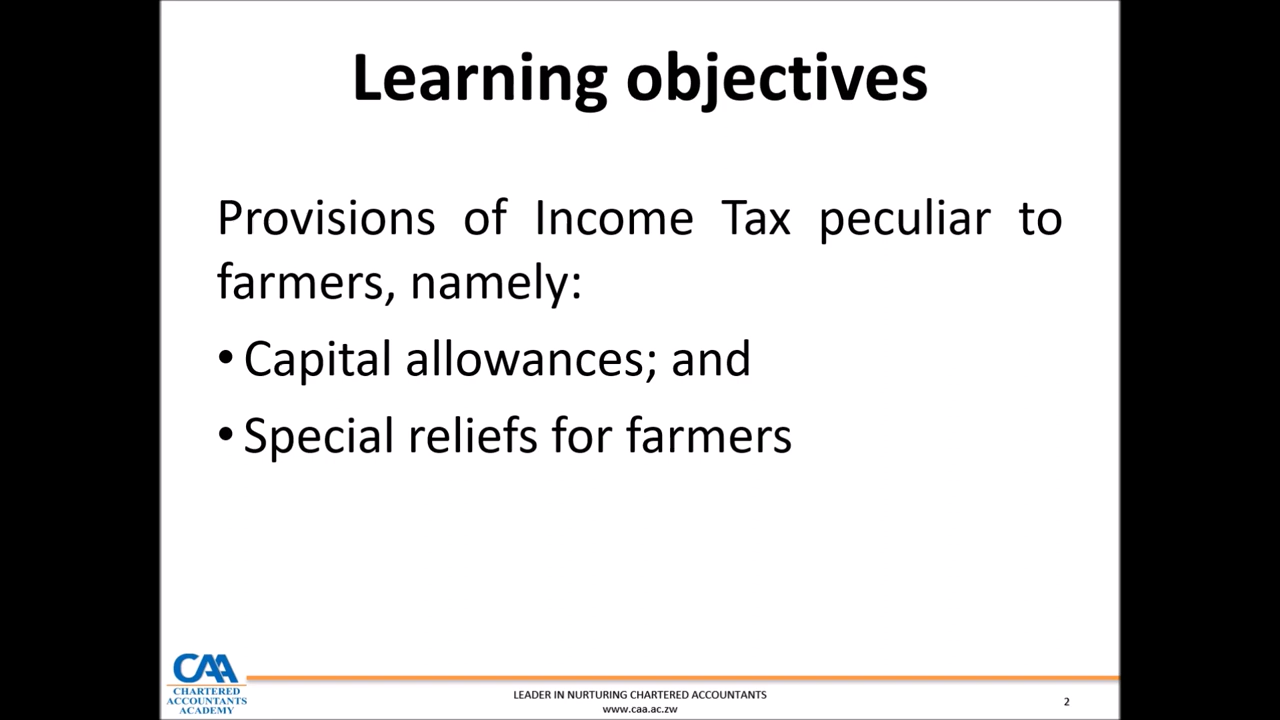 Learning objectives
Provisions of Income Tax peculiar to
farmers, namely:
• Capital allowances; and
• Special reliefs for farmers
CAA
CHARTERED
ACCOUNTANTS
ACADEMY
LEADER IN NURTURING CHARTERED ACCOUNTANTS
www.caa.ac.zw
2